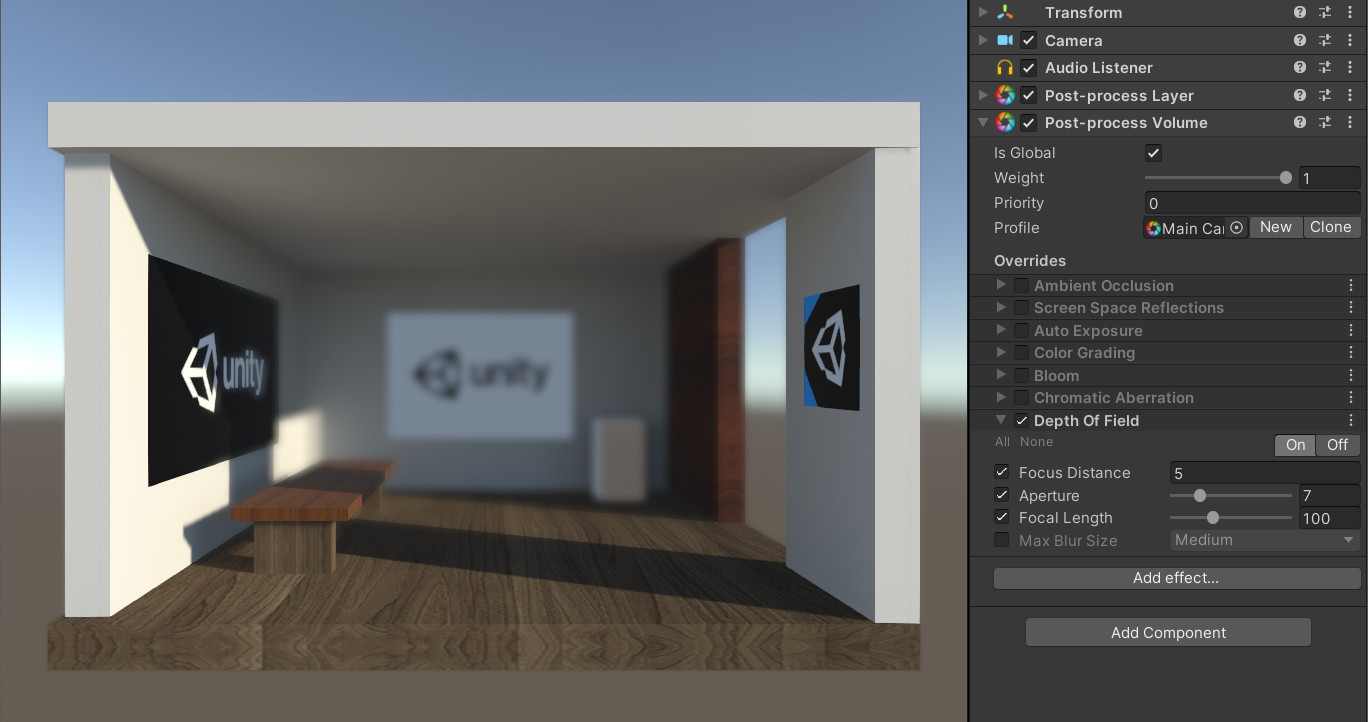 unity
unity
Transform
Camera
Audio Listener
Post-process Layer
Post-process Volume
Is Global
Weight 1
Priority 0
Profile Main Ca New Clone
Overrides
Ambient Occlusion
Screen Space Reflections
Auto Exposure
Color Grading
Bloom
Chromatic Aberration
Depth Of Field
All None On Off
Focus Distance 5
Aperture 7
Focal Length 100
Max Blur Size Medium
Add effect...
Add Component